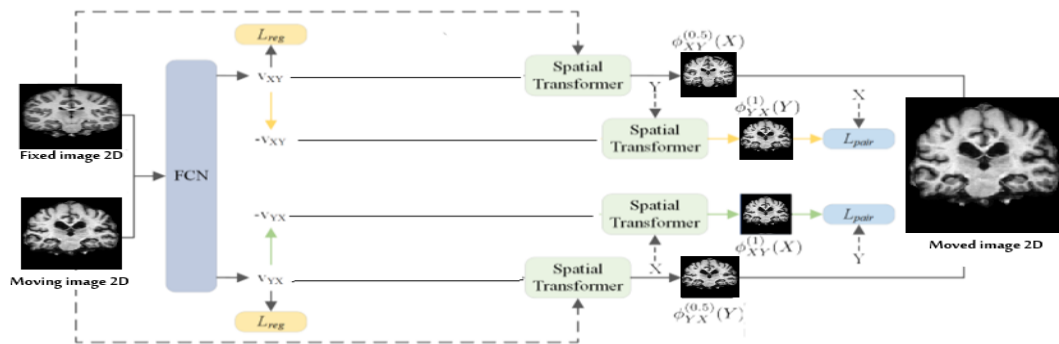 L_reg
ϕ_XY^(0.5)(X)
V_XY
Spatial
Transformer
Y
ϕ_YX^(1)(Y)
X
Fixed image 2D
-V_XY
Spatial
Transformer
L_pair
FCN
-V_YX
Spatial
Transformer
L_pair
Moved image 2D
ϕ_XY^(1)(X)
Y
Moving image 2D
V_YX
Spatial
Transformer
X
L_reg
ϕ_YX^(0.5)(Y)